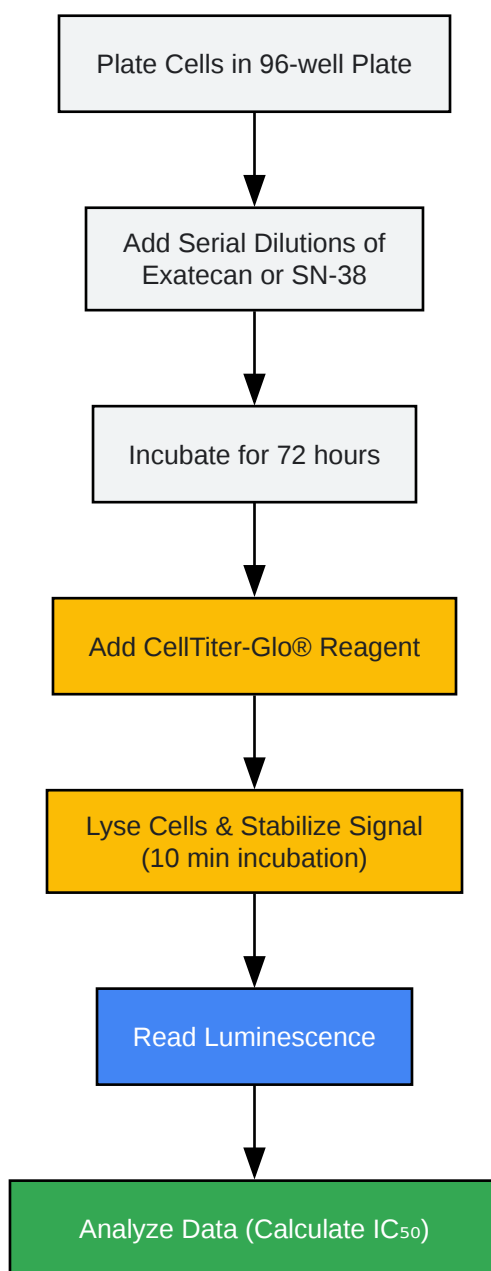 Plate Cells in 96-well Plate
Add Serial Dilutions of
Exatecan or SN-38
Incubate for 72 hours
Add CellTiter-Glo® Reagent
Lyse Cells & Stabilize Signal
(10 min incubation)
Read Luminescence
Analyze Data (Calculate IC₅₀)